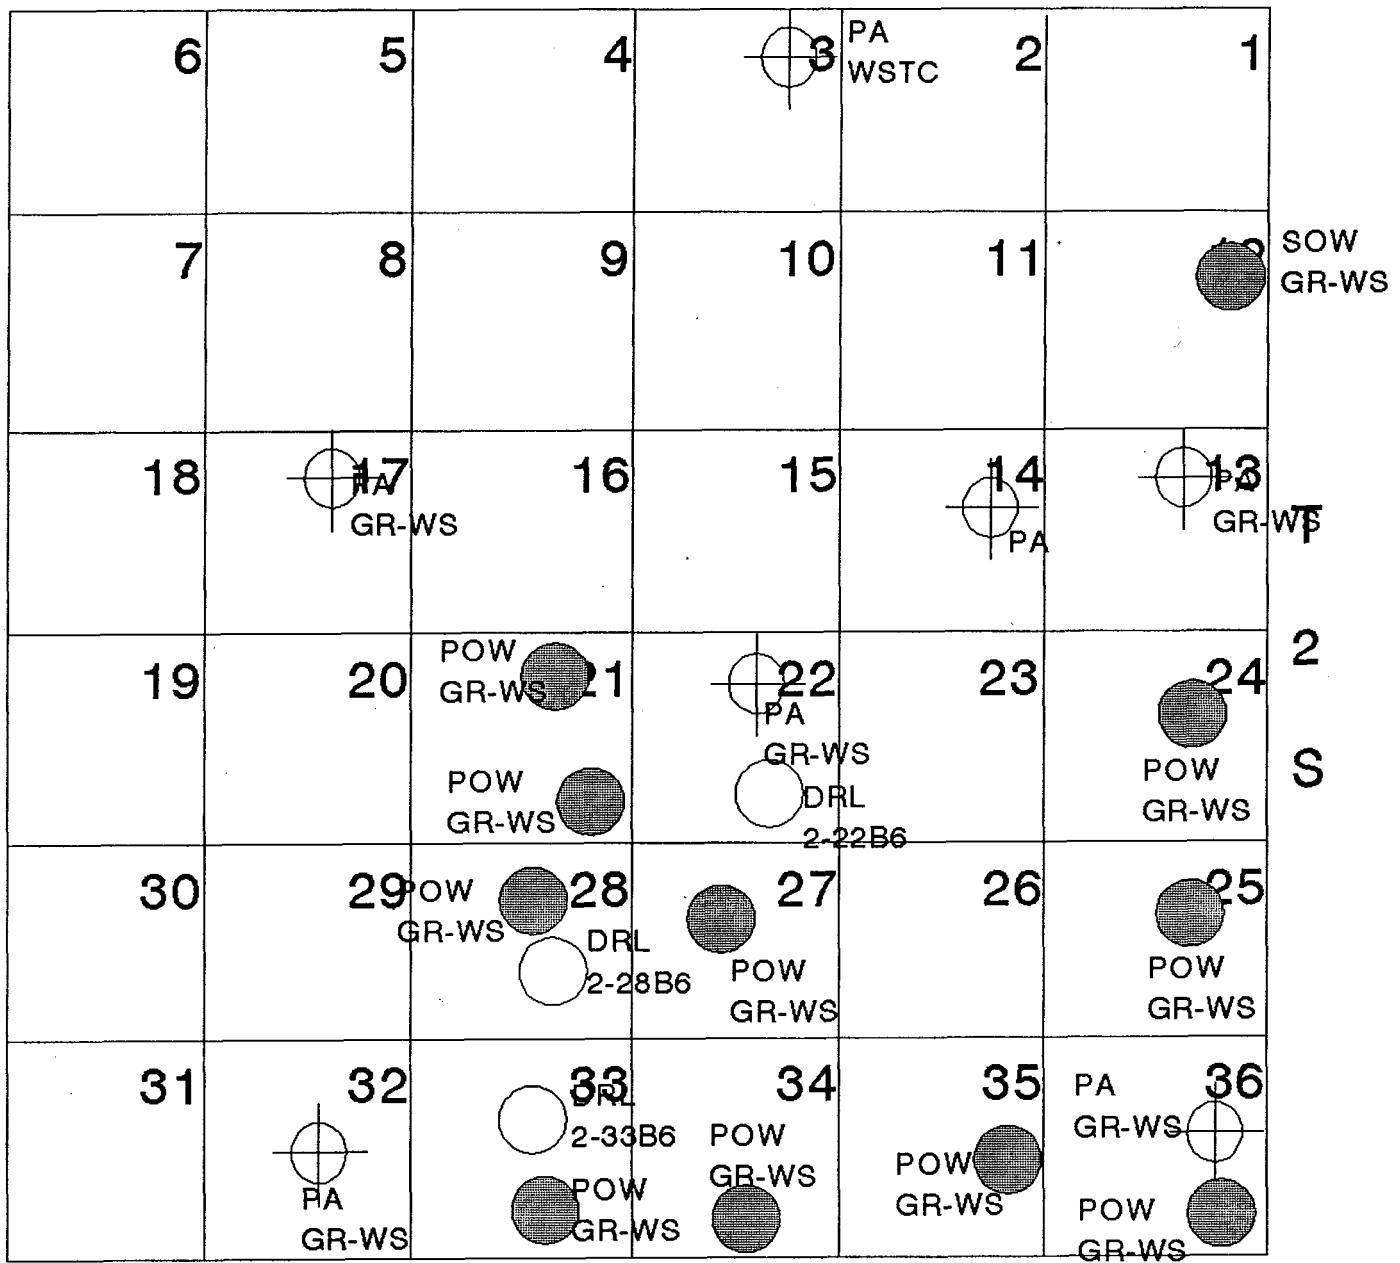 6 5 4 3 PA 2 1
WSTC
7 8 9 10 11 12 SOW
GR-WS
18 17 16 15 14 13
PA PA
GR-WS PA GR-WS T
POW 2
19 20 GR-WS 21 22 23 24
PA
GR-WS
POW DRL POW S
GR-WS 2-22B6 GR-WS
30 29 POW 28 27 26 25
GR-WS
DRL POW POW
2-28B6 GR-WS GR-WS
31 32 33 34 35 36
DRL PA
2-33B6 POW GR-WS
GR-WS POW
GR-WS
PA POW POW
GR-WS GR-WS GR-WS